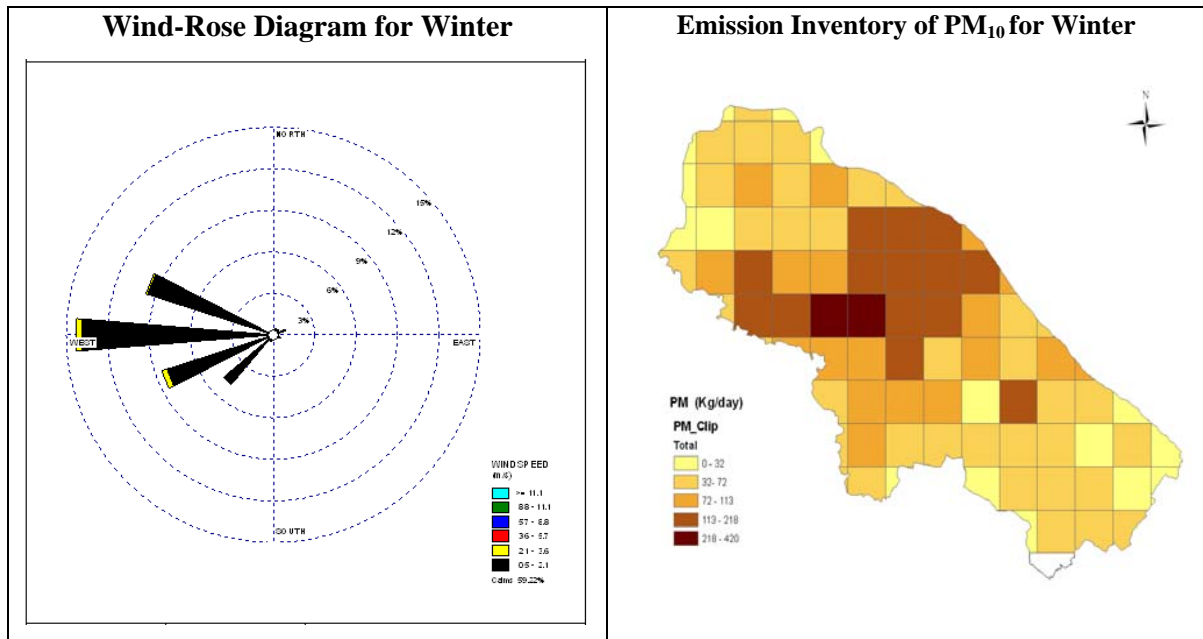 Wind-Rose Diagram for Winter
NORTH
15%
12%
9%
6%
3%
WEST
EAST
SOUTH
WIND SPEED
(m/s)
>= 11.1
8.8 - 11.1
5.7 - 8.8
3.6 - 5.7
2.1 - 3.6
0.5 - 2.1
Calms 59.22%
Emission Inventory of PM10 for Winter
N
PM (Kg/day)
PM_Clip
Total
0 - 32
32 - 72
72 - 113
113 - 218
218 - 420